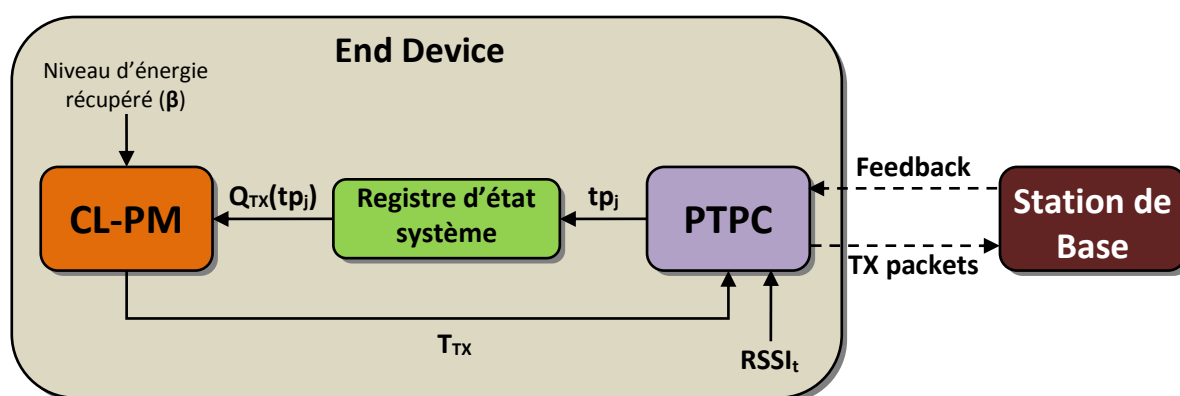 End Device
Niveau d'énergie
récupéré (β)
CL-PM
Q_TX(tp_j)
Registre d'état
système
tp_j
PTPC
Feedback
TX packets
Station de
Base
T_TX
RSSI_t